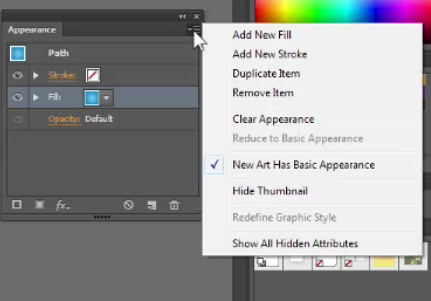 Appearance
Path
Stroke:
Fill:
Opacity: Default
fx.
Add New Fill
Add New Stroke
Duplicate Item
Remove Item
Clear Appearance
Reduce to Basic Appearance
New Art Has Basic Appearance
Hide Thumbnail
Redefine Graphic Style
Show All Hidden Attributes